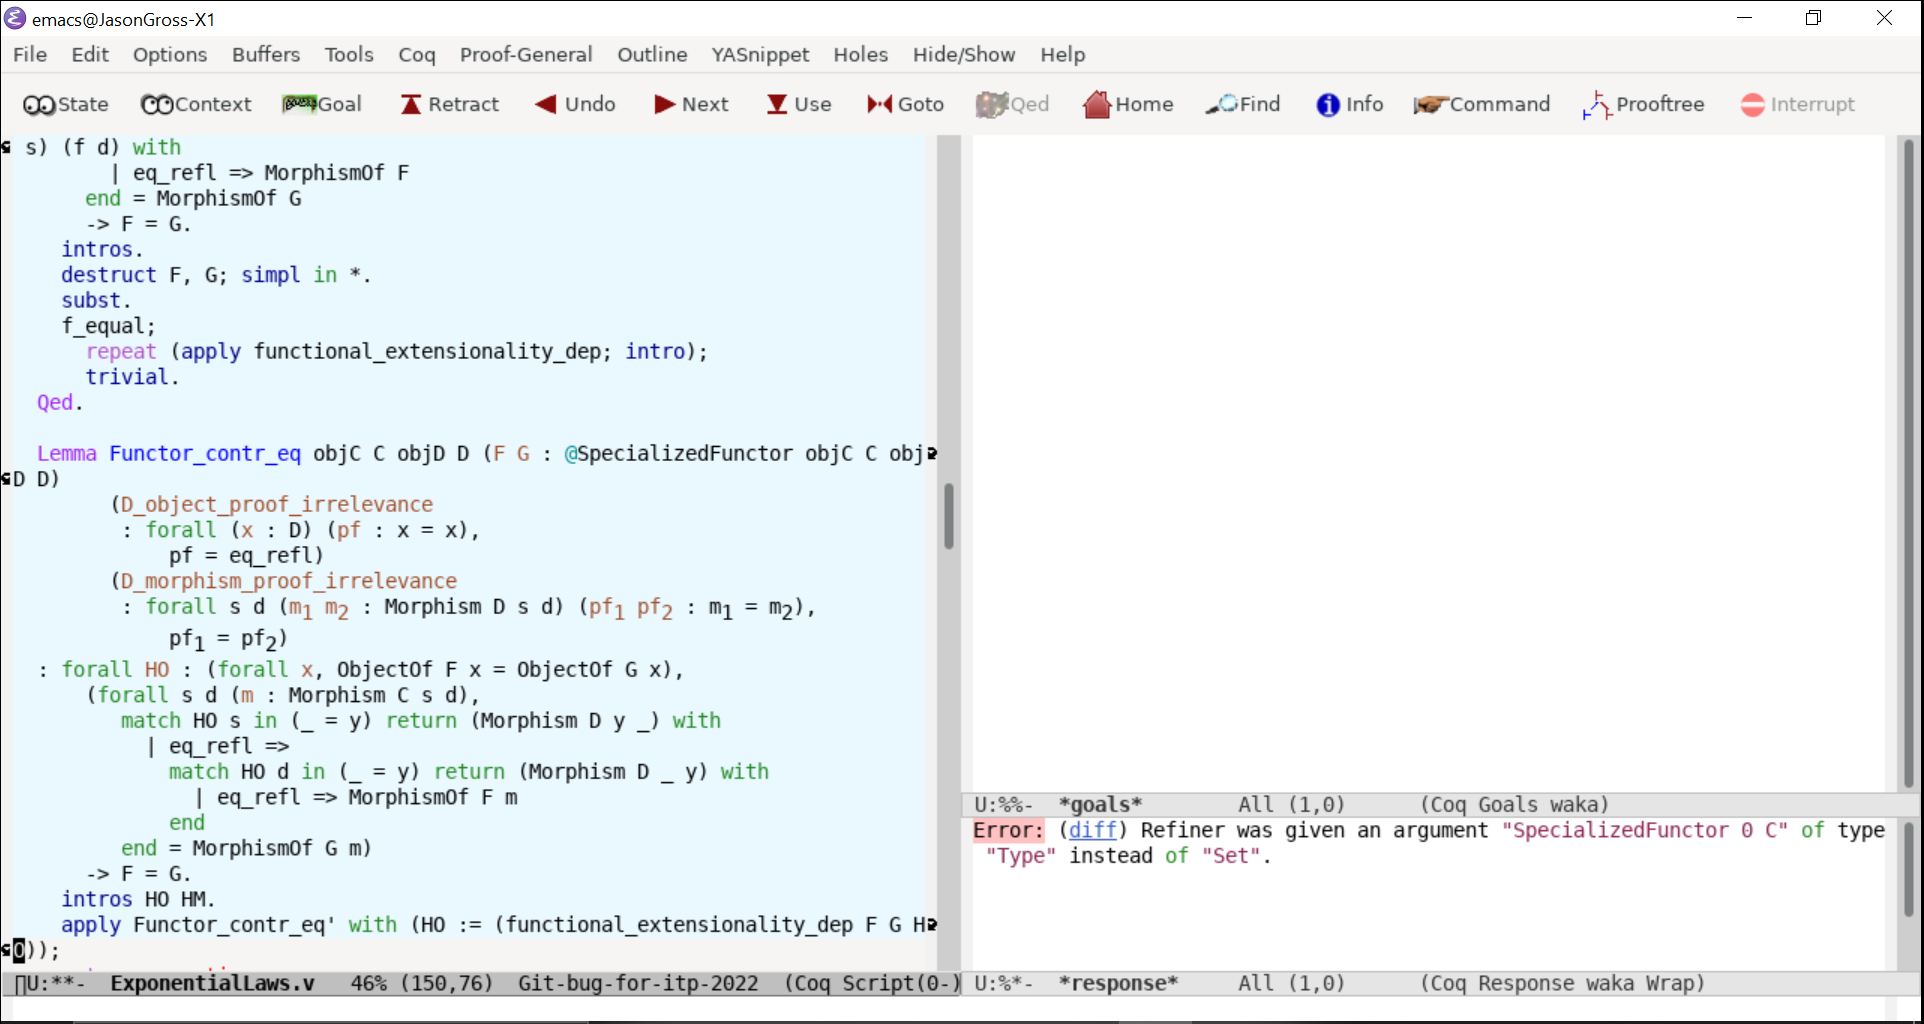 emacs@JasonGross-X1
File Edit Options Buffers Tools Coq Proof-General Outline YASnippet Holes Hide/Show Help
State Context Goal Retract Undo Next Use Goto Qed Home Find Info Command Prooftree Interrupt
s) (f d) with
| eq_refl => MorphismOf F
end = MorphismOf G
-> F = G.
intros.
destruct F, G; simpl in *.
subst.
f_equal;
repeat (apply functional_extensionality_dep; intro);
trivial.
Qed.
Lemma Functor_contr_eq objC C objD D (F G : @SpecializedFunctor objC C obj
D D)
(D_object_proof_irrelevance
: forall (x : D) (pf : x = x),
pf = eq_refl)
(D_morphism_proof_irrelevance
: forall s d (m₁ m₂ : Morphism D s d) (pf₁ pf₂ : m₁ = m₂),
pf₁ = pf₂)
: forall HO : (forall x, ObjectOf F x = ObjectOf G x),
(forall s d (m : Morphism C s d),
match HO s in (_ = y) return (Morphism D y _) with
| eq_refl =>
match HO d in (_ = y) return (Morphism D _ y) with
| eq_refl => MorphismOf F m
end
end = MorphismOf G m)
-> F = G.
intros HO HM.
apply Functor_contr_eq' with (HO := (functional_extensionality_dep F G H
O));
U:**- ExponentialLaws.v 46% (150,76) Git-bug-for-itp-2022 (Coq Script(0-)
U:%%- *goals* All (1,0) (Coq Goals waka)
Error: (diff) Refiner was given an argument "SpecializedFunctor 0 C" of type
"Type" instead of "Set".
U:%*- *response* All (1,0) (Coq Response waka Wrap)